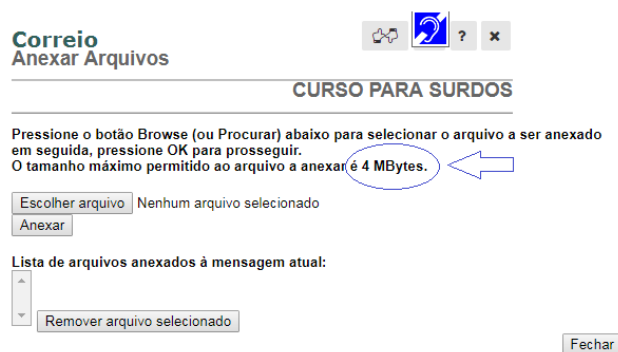 Correio
Anexar Arquivos
? x
CURSO PARA SURDOS
Pressione o botão Browse (ou Procurar) abaixo para selecionar o arquivo a ser anexado
em seguida, pressione OK para prosseguir.
O tamanho máximo permitido ao arquivo a anexar é 4 MBytes.
Escolher arquivo Nenhum arquivo selecionado
Anexar
Lista de arquivos anexados à mensagem atual:
Remover arquivo selecionado
Fechar